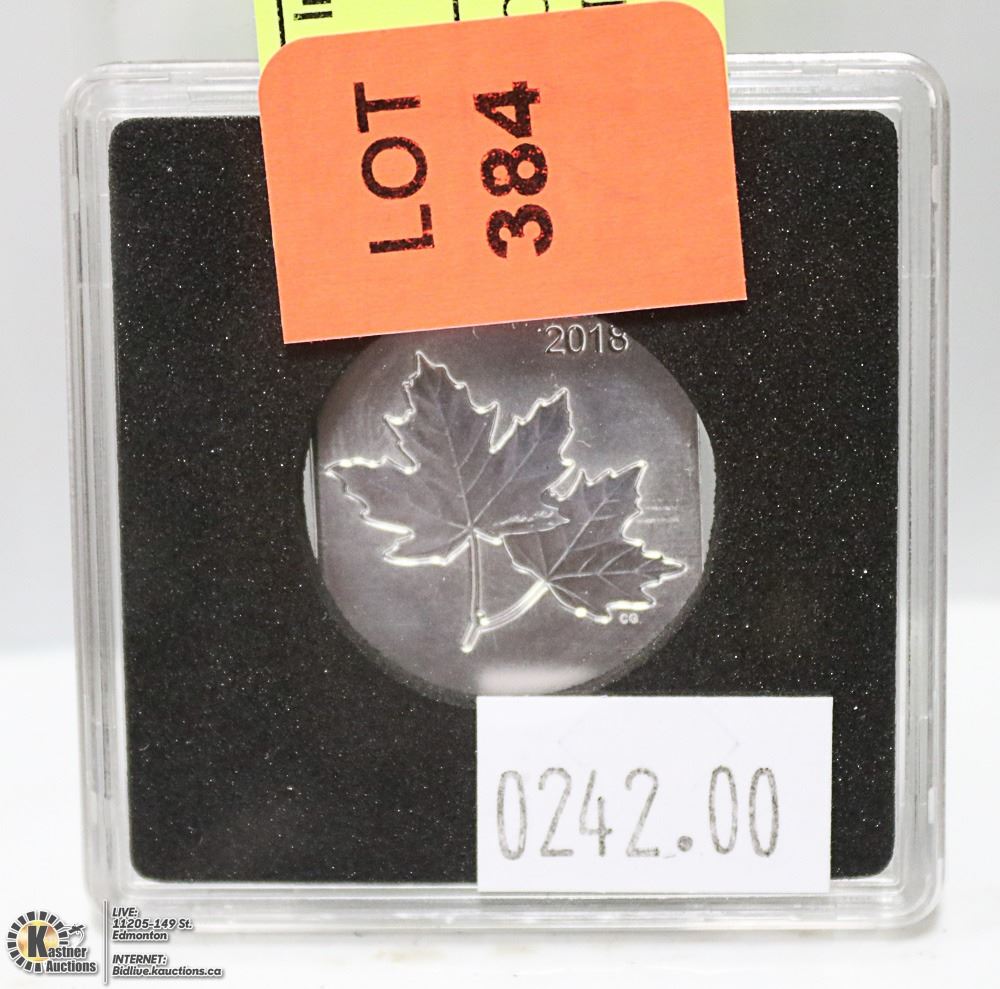 LOT
384
2018
CG
0242.00
Kastner
Auctions
LIVE:
11205-149 St.
Edmonton
INTERNET:
Bidlive.kauctions.ca